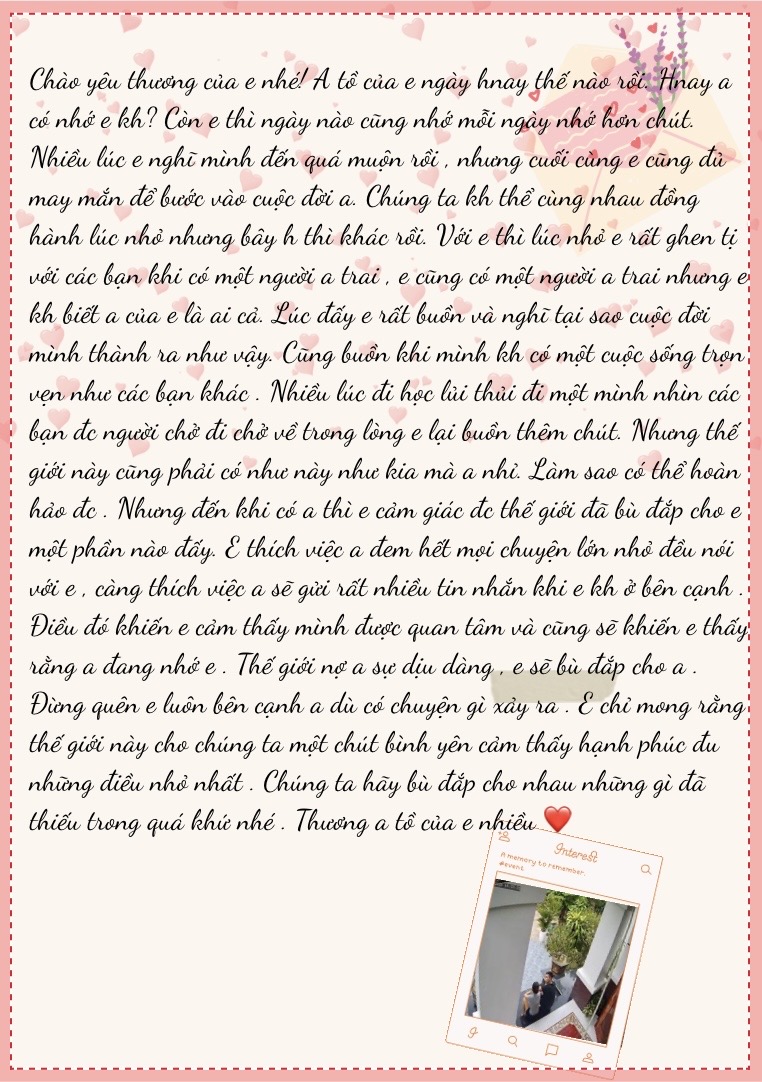 Chào yêu thương của e nhé! A tồ của e ngày hnay thế nào rồi. Hnay a
có nhớ e kh? Còn e thì ngày nào cũng nhớ mỗi ngày nhớ hơn chút.
Nhiều lúc e nghĩ mình đến quá muộn rồi , nhưng cuối cùng e cũng đủ
may mắn để bước vào cuộc đời a. Chúng ta kh thể cùng nhau đồng
hành lúc nhỏ nhưng bây h thì khác rồi. Với e thì lúc nhỏ e rất ghen tị
với các bạn khi có một người a trai , e cũng có một người a trai nhưng e
kh biết a của e là ai cả. Lúc đấy e rất buồn và nghĩ tại sao cuộc đời
mình thành ra như vậy. Cũng buồn khi mình kh có một cuộc sống trọn
vẹn như các bạn khác . Nhiều lúc đi học lủi thủi đi một mình nhìn các
bạn đc người chở đi chở về trong lòng e lại buồn thêm chút. Nhưng thế
giới này cũng phải có như này như kia mà a nhỉ. Làm sao có thể hoàn
hảo đc . Nhưng đến khi có a thì e cảm giác đc thế giới đã bù đắp cho e
một phần nào đấy. E thích việc a đem hết mọi chuyện lớn nhỏ đều nói
với e , càng thích việc a sẽ gửi rất nhiều tin nhắn khi e kh ở bên cạnh .
Điều đó khiến e cảm thấy mình được quan tâm và cũng sẽ khiến e thấy
rằng a đang nhớ e . Thế giới nợ a sự dịu dàng , e sẽ bù đắp cho a .
Đừng quên e luôn bên cạnh a dù có chuyện gì xảy ra . E chỉ mong rằng
thế giới này cho chúng ta một chút bình yên cảm thấy hạnh phúc đu
những điều nhỏ nhất . Chúng ta hãy bù đắp cho nhau những gì đã
thiếu trong quá khứ nhé . Thương a tồ của e nhiều ❤️
Interest
A memory to remember.
#event